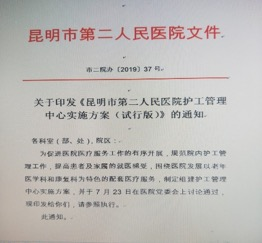 昆明市第二人民医院文件
市二院办〔2019〕37号
关于印发《昆明市第二人民医院护工管理
中心实施方案（试行版）》的通知
各科室（部、处），院区：
为促进医院医疗服务工作的有序开展，规范院内护工管
理工作，提高患者及家属的就医感受，围绕医院发展以老年
医学科和康复科为特色的配套医疗服务，制定组建护工管理
中心实施方案，并于7月23日在医院党委会上讨论通过，
现印发给你们，请参照执行。
此通知。